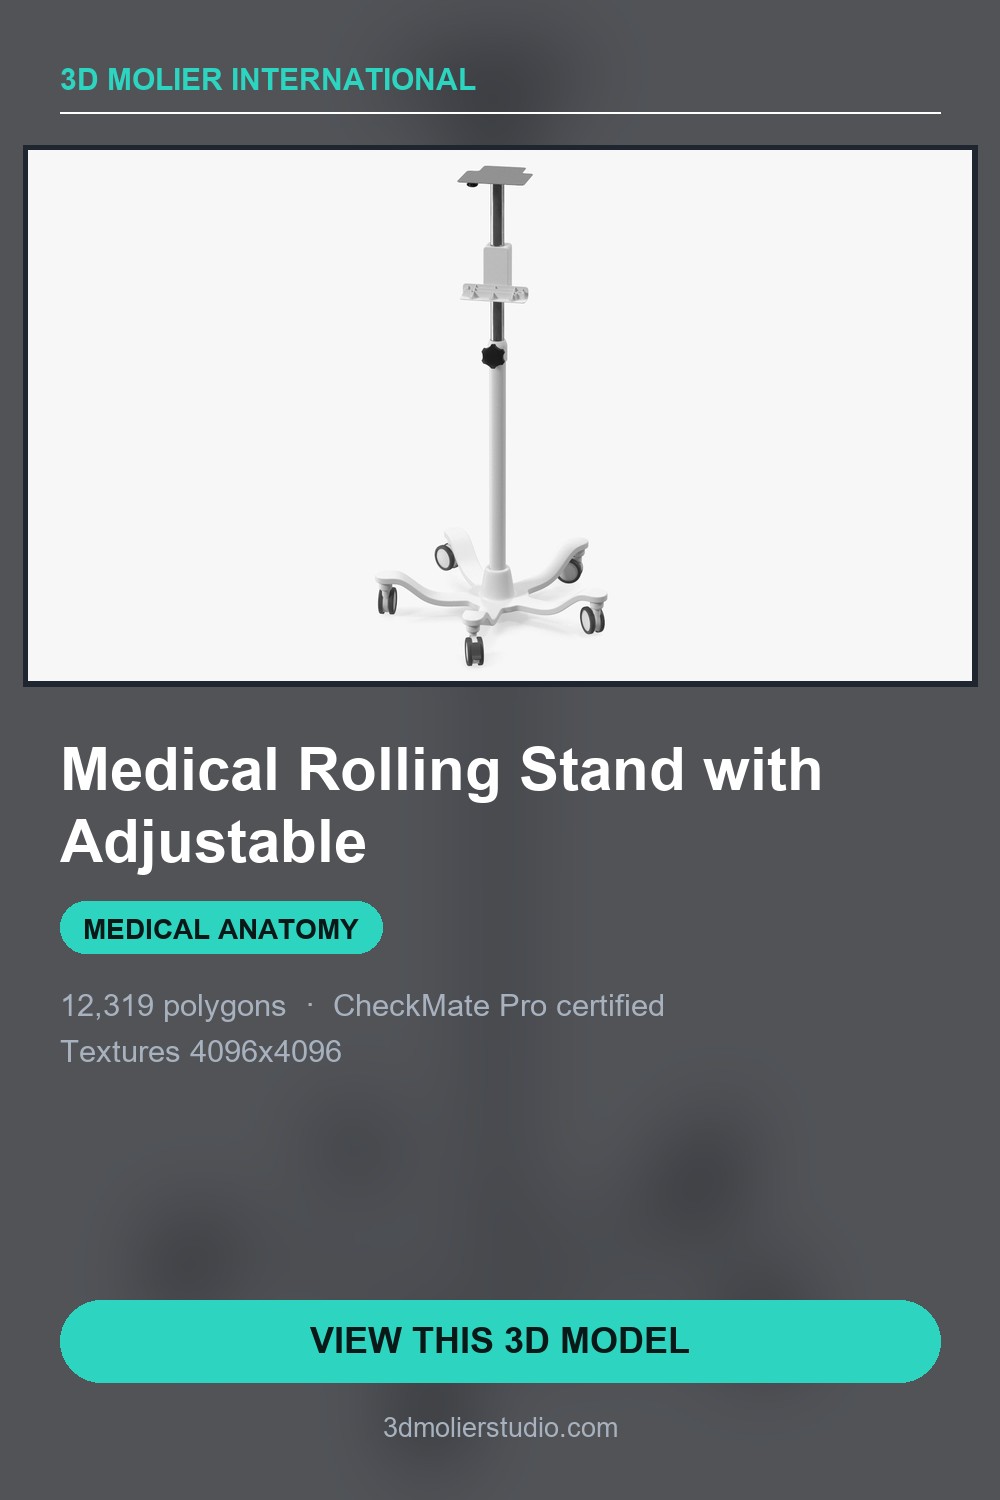 3D MOLIER INTERNATIONAL
Medical Rolling Stand with
Adjustable
MEDICAL ANATOMY
12,319 polygons · CheckMate Pro certified
Textures 4096x4096
VIEW THIS 3D MODEL
3dmolierstudio.com